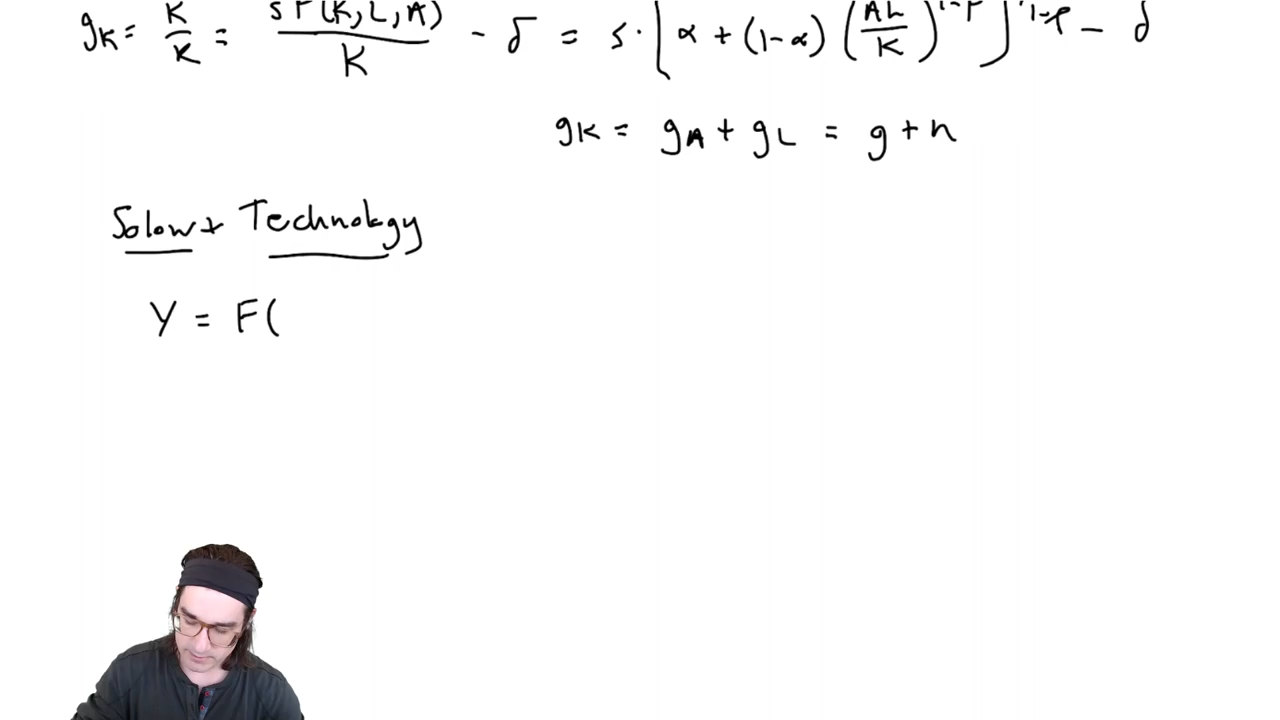 gK = K̇/K = sF(K,L,A)/K - δ = s·[α + (1-α)(AL/K)^1-ρ]^1/1-ρ - δ
gK = gA + gL = g + n
Solow + Technology
Y = F(